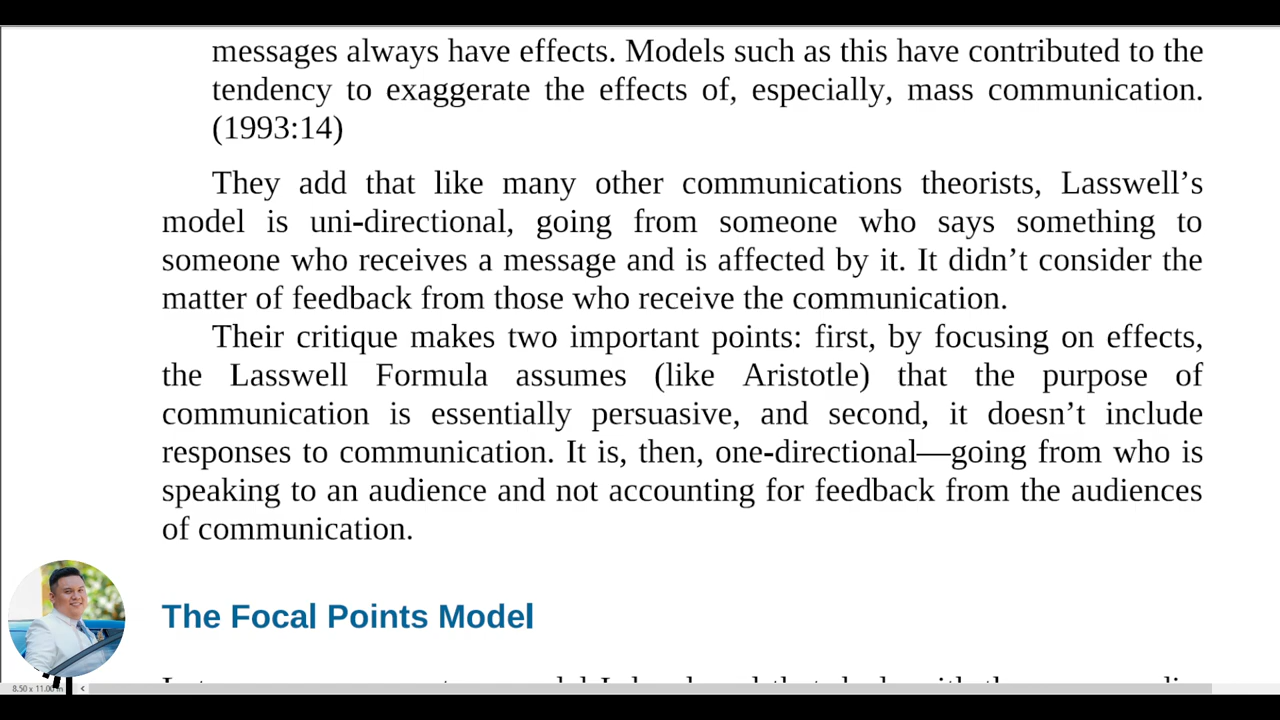 messages always have effects. Models such as this have contributed to the
tendency to exaggerate the effects of, especially, mass communication.
(1993:14)
They add that like many other communications theorists, Lasswell’s
model is uni-directional, going from someone who says something to
someone who receives a message and is affected by it. It didn’t consider the
matter of feedback from those who receive the communication.
Their critique makes two important points: first, by focusing on effects,
the Lasswell Formula assumes (like Aristotle) that the purpose of
communication is essentially persuasive, and second, it doesn’t include
responses to communication. It is, then, one-directional—going from who is
speaking to an audience and not accounting for feedback from the audiences
of communication.
The Focal Points Model
8.50 x 11.00 in